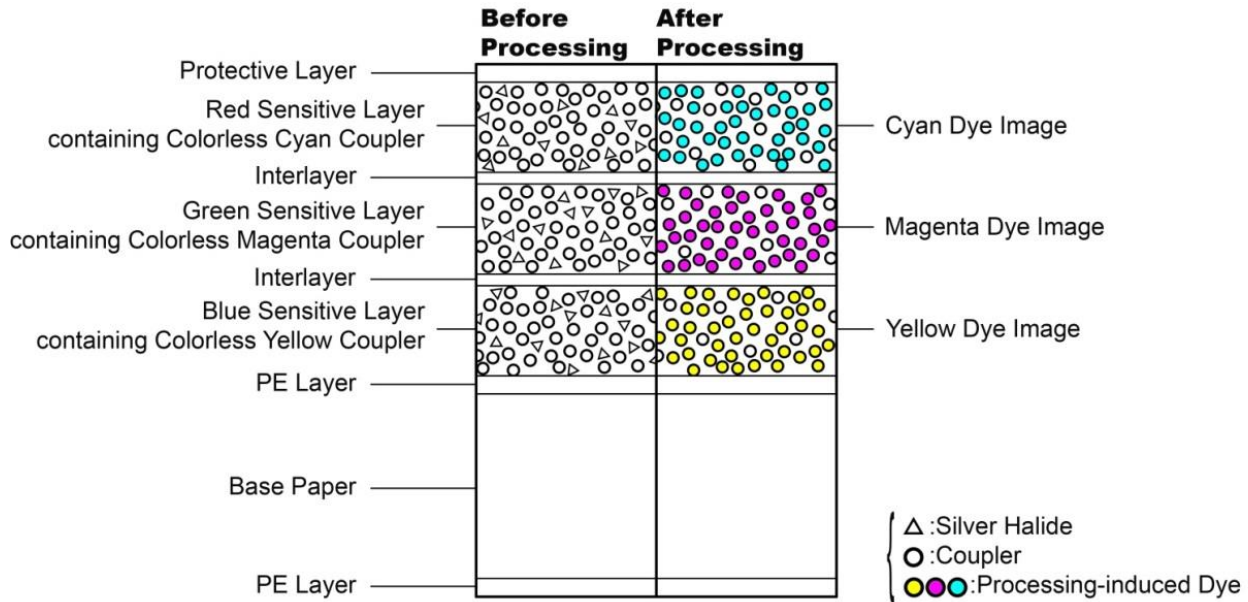 Before
Processing
After
Processing
Protective Layer
Red Sensitive Layer
containing Colorless Cyan Coupler
Cyan Dye Image
Interlayer
Green Sensitive Layer
containing Colorless Magenta Coupler
Magenta Dye Image
Interlayer
Blue Sensitive Layer
containing Colorless Yellow Coupler
Yellow Dye Image
PE Layer
Base Paper
PE Layer
:Silver Halide
:Coupler
:Processing-induced Dye